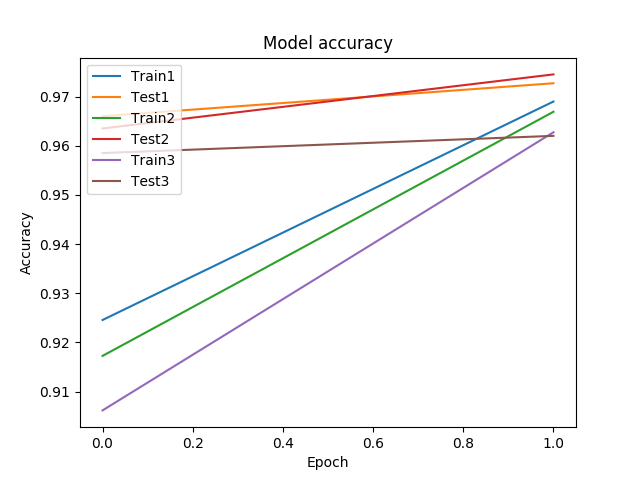 Model accuracy
Train1
Test1
Train2
Test2
Train3
Test3
Accuracy
0.97
0.96
0.95
0.94
0.93
0.92
0.91
0.0 0.2 0.4 0.6 0.8 1.0
Epoch